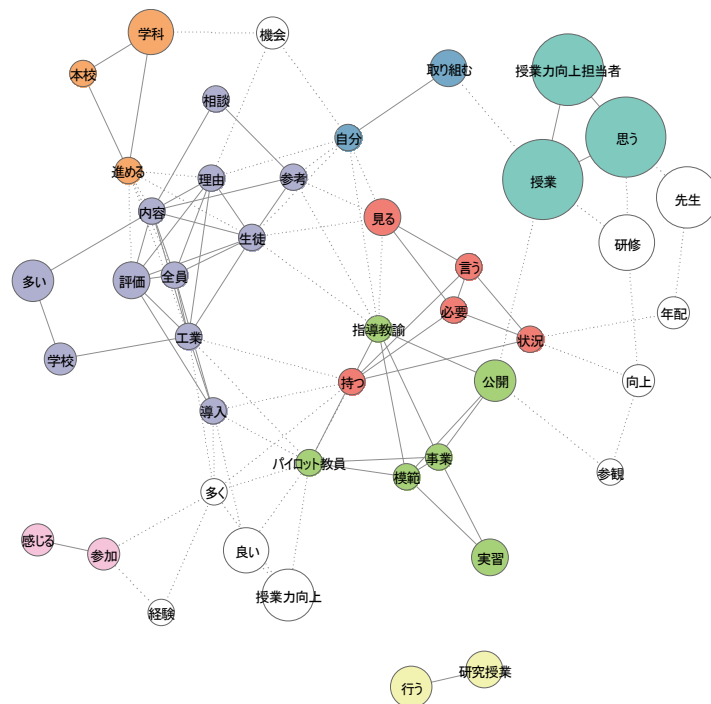 学科
機会
本校
取り組む
授業力向上担当者
相談
自分
思う
進める
理由
参考
授業
先生
内容
見る
生徒
研修
言う
多い
評価
全員
必要
年配
指導教諭
工業
状況
学校
持つ
公開
向上
導入
パイロット教員
事業
模範
参観
多く
感じる
参加
良い
実習
授業力向上
経験
研究授業
行う